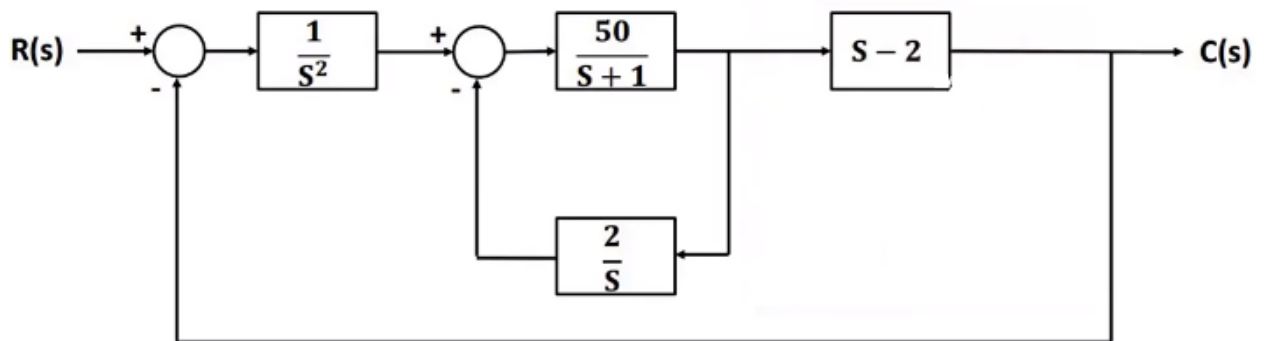 R(s) + - 1/S² + - 50/(S + 1) S − 2 C(s)
2/S